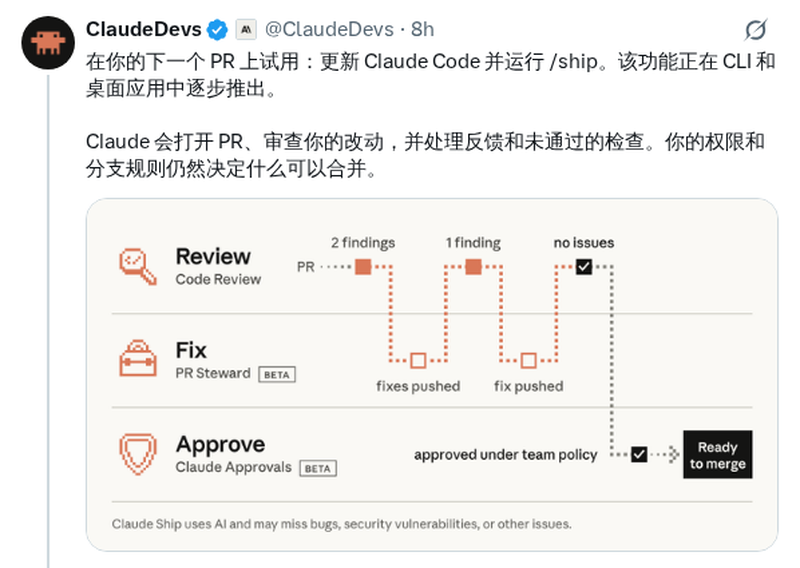 ClaudeDevs @ClaudeDevs · 8h
在你的下一个 PR 上试用：更新 Claude Code 并运行 /ship。该功能正在 CLI 和
桌面应用中逐步推出。
Claude 会打开 PR、审查你的改动，并处理反馈和未通过的检查。你的权限和
分支规则仍然决定什么可以合并。
2 findings
1 finding
no issues
Review
Code Review
PR
Fix
PR Steward BETA
fixes pushed
fix pushed
Approve
Claude Approvals BETA
approved under team policy
Ready
to merge
Claude Ship uses AI and may miss bugs, security vulnerabilities, or other issues.